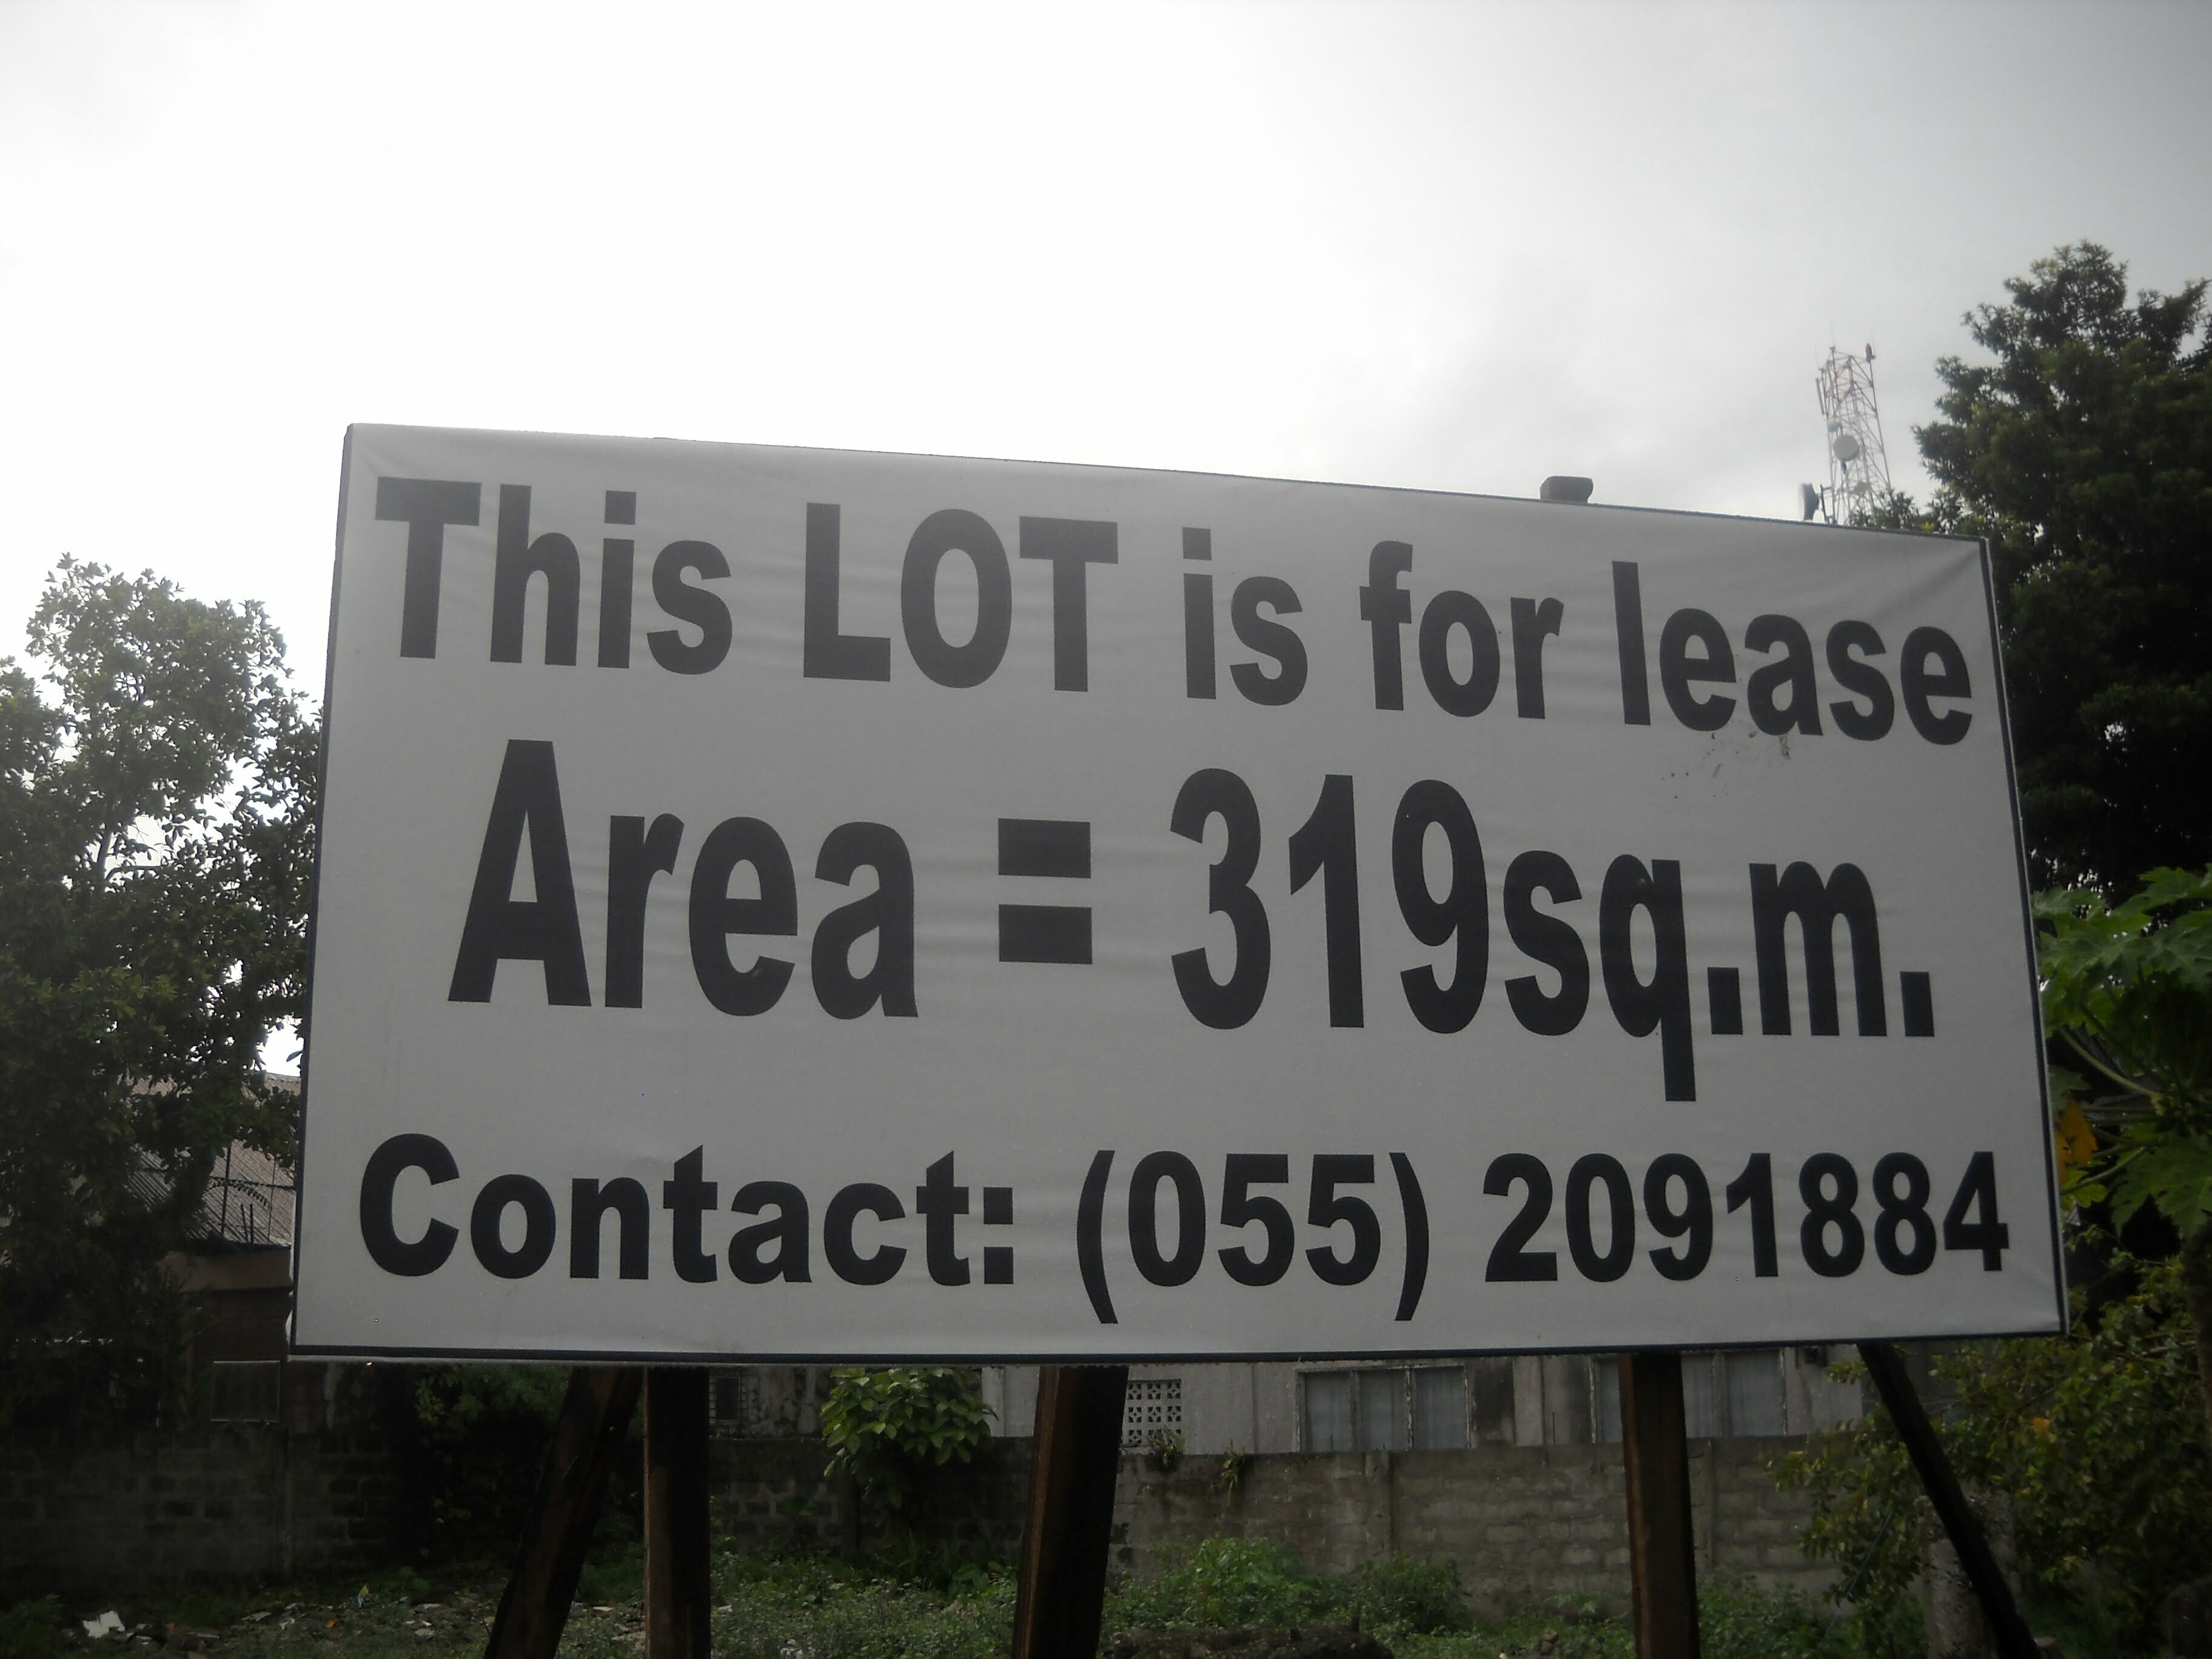 This LOT is for lease
Area = 319sq.m.
Contact: (055) 2091884